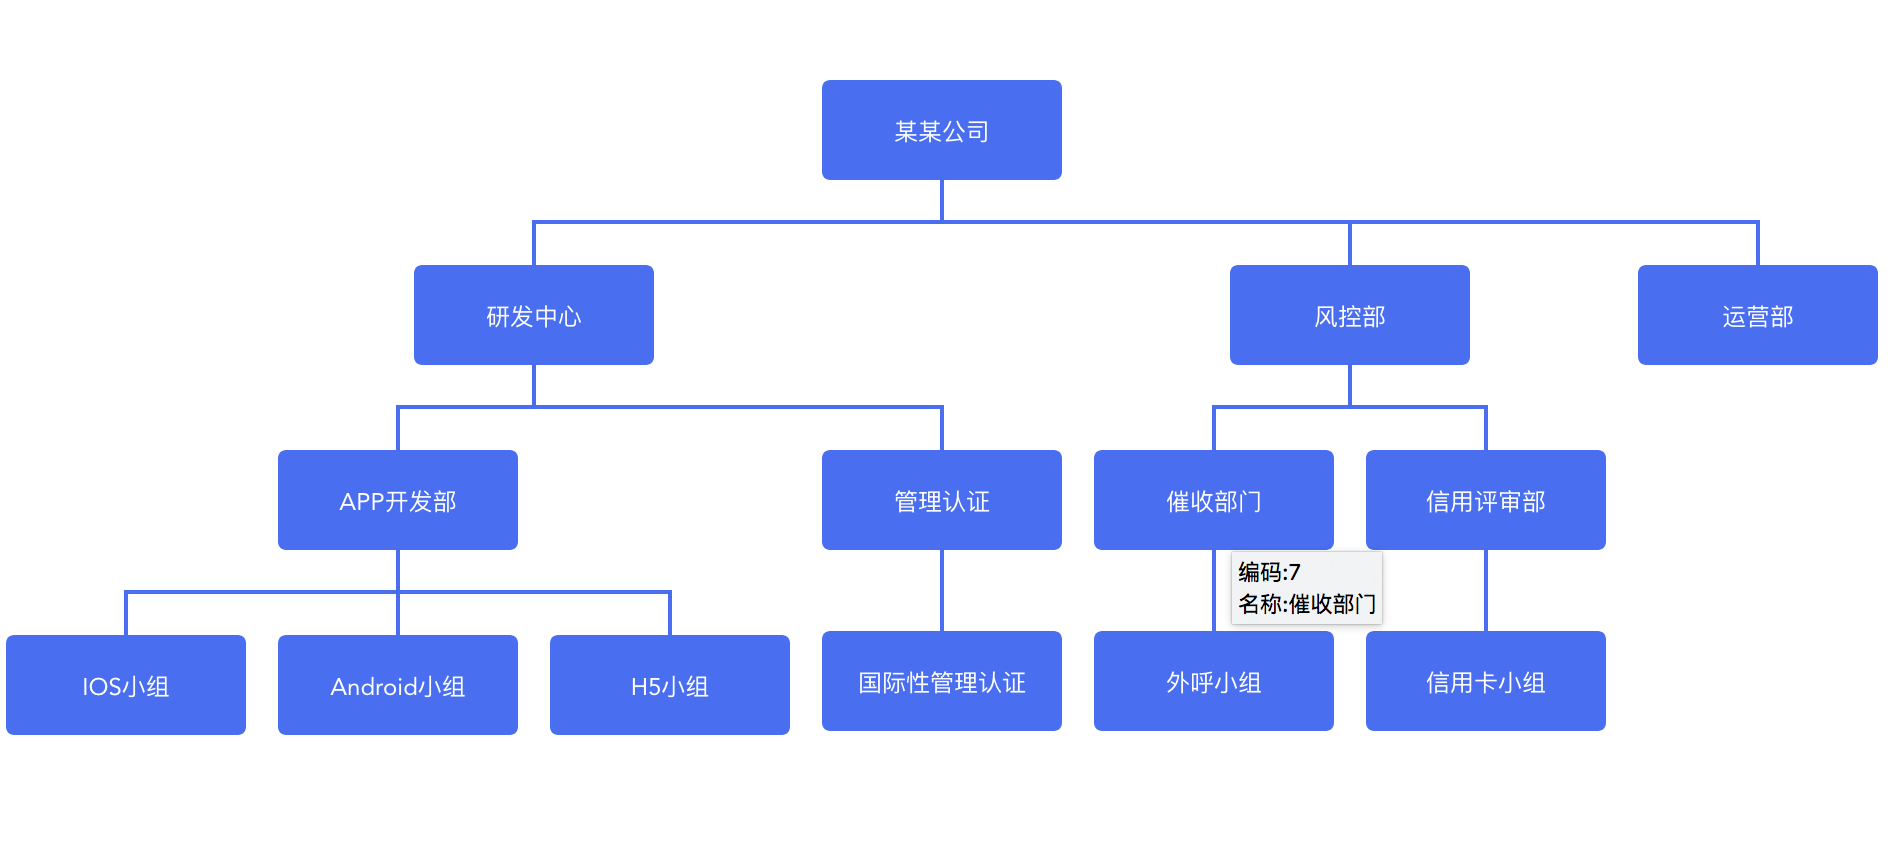 某某公司
研发中心
风控部
运营部
APP开发部
管理认证
催收部门
信用评审部
编码:7
名称:催收部门
IOS小组
Android小组
H5小组
国际性管理认证
外呼小组
信用卡小组